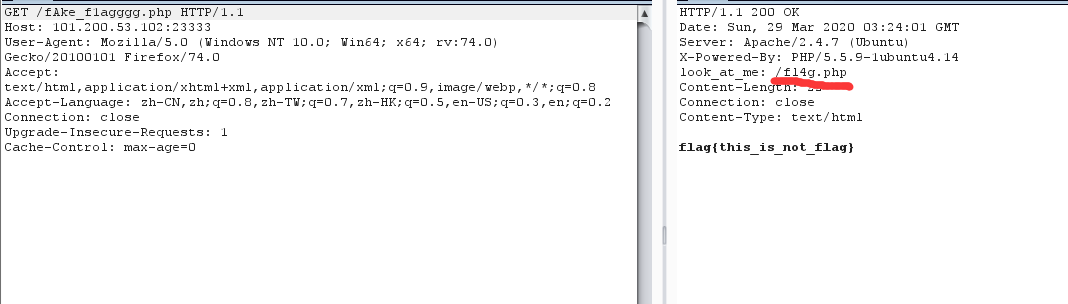 GET /fAke_flagggg.php HTTP/1.1
Host: 101.200.53.102:23333
User-Agent: Mozilla/5.0 (Windows NT 10.0; Win64; x64; rv:74.0)
Gecko/20100101 Firefox/74.0
Accept:
text/html,application/xhtml+xml,application/xml;q=0.9,image/webp,*/*;q=0.8
Accept-Language: zh-CN,zh;q=0.8,zh-TW;q=0.7,zh-HK;q=0.5,en-US;q=0.3,en;q=0.2
Connection: close
Upgrade-Insecure-Requests: 1
Cache-Control: max-age=0
HTTP/1.1 200 OK
Date: Sun, 29 Mar 2020 03:24:01 GMT
Server: Apache/2.4.7 (Ubuntu)
X-Powered-By: PHP/5.5.9-1ubuntu4.14
look_at_me: /fl4g.php
Content-Length:
Connection: close
Content-Type: text/html
flag{this_is_not_flag}